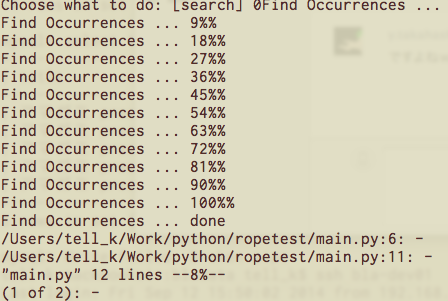 Choose what to do: [search] 0Find Occurrences ...
Find Occurrences ... 9%%
Find Occurrences ... 18%%
Find Occurrences ... 27%%
Find Occurrences ... 36%%
Find Occurrences ... 45%%
Find Occurrences ... 54%%
Find Occurrences ... 63%%
Find Occurrences ... 72%%
Find Occurrences ... 81%%
Find Occurrences ... 90%%
Find Occurrences ... 100%%
Find Occurrences ... done
/Users/tell_k/Work/python/ropetest/main.py:6: -
/Users/tell_k/Work/python/ropetest/main.py:11: -
"main.py" 12 lines --8%--
(1 of 2): -